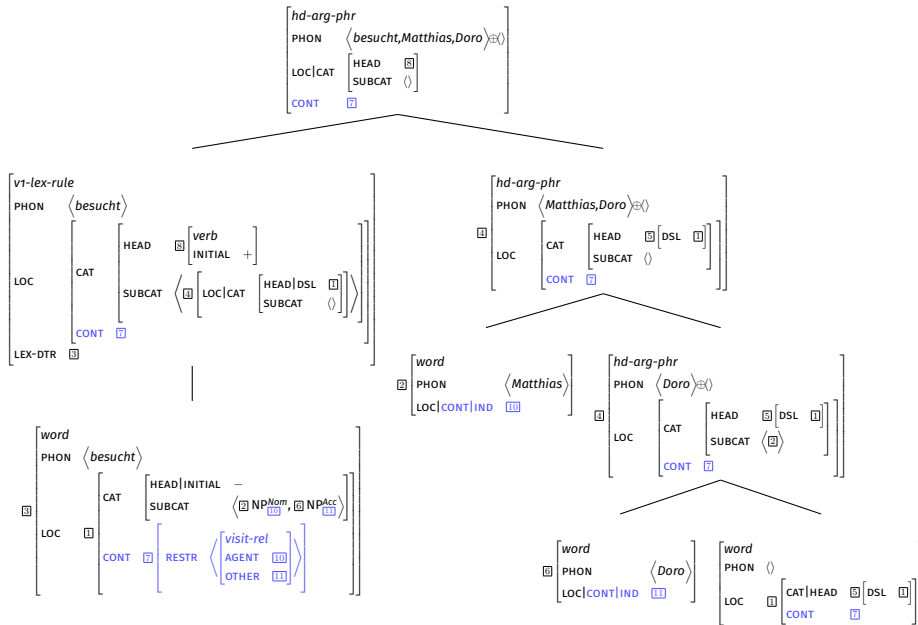 hd-arg-phr
PHON ⟨besucht,Matthias,Doro⟩⊕⟨⟩
HEAD 8
LOC|CAT
SUBCAT ⟨⟩
CONT 7
v1-lex-rule
PHON ⟨besucht⟩
verb
HEAD 8
INITIAL +
CAT
LOC
HEAD|DSL 1
SUBCAT ⟨4 LOC|CAT
SUBCAT ⟨⟩⟩
CONT 7
LEX-DTR 3
hd-arg-phr
PHON ⟨Matthias,Doro⟩⊕⟨⟩
4
HEAD 5[DSL 1]
CAT
LOC
SUBCAT ⟨⟩
CONT 7
word
2 PHON ⟨Matthias⟩
LOC|CONT|IND 10
hd-arg-phr
PHON ⟨Doro⟩⊕⟨⟩
4
HEAD 5[DSL 1]
CAT
LOC
SUBCAT ⟨2⟩
CONT 7
word
PHON ⟨besucht⟩
HEAD|INITIAL −
CAT
SUBCAT ⟨2 NP Nom 10, 6 NP Acc 11⟩
3
LOC 1
visit-rel
CONT 7 [RESTR ⟨AGENT 10⟩]
OTHER 11
word
6 PHON ⟨Doro⟩
LOC|CONT|IND 11
word
PHON ⟨⟩
CAT|HEAD 5[DSL 1]
LOC 1
CONT 7